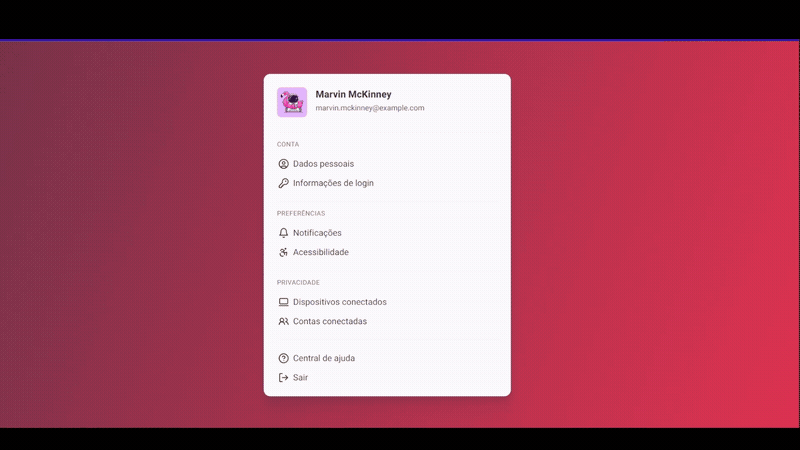 Marvin McKinney
marvin.mckinney@example.com
CONTA
Dados pessoais
Informações de login
PREFERÊNCIAS
Notificações
Acessibilidade
PRIVACIDADE
Dispositivos conectados
Contas conectadas
Central de ajuda
Sair